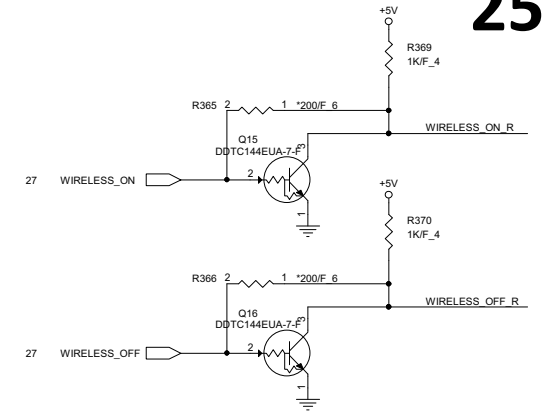 25
+5V
R369
1K/F_4
R365 2 1 *200/F_6
WIRELESS_ON_R
Q15
DDTC144EUA-7-F
3
27 WIRELESS_ON
2
1
+5V
R370
1K/F_4
R366 2 1 *200/F_6
WIRELESS_OFF_R
Q16
DDTC144EUA-7-F
3
27 WIRELESS_OFF
2
1